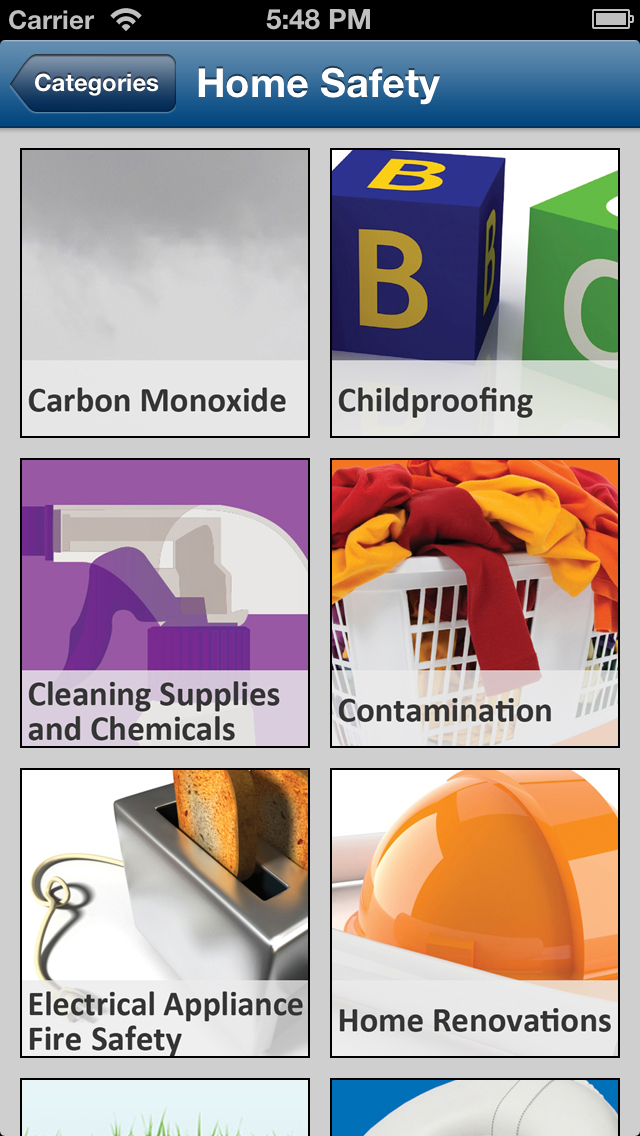 Carrier 5:48 PM
Categories Home Safety
B
B
B
C
Carbon Monoxide
Childproofing
Cleaning Supplies
and Chemicals
Contamination
Electrical Appliance
Fire Safety
Home Renovations